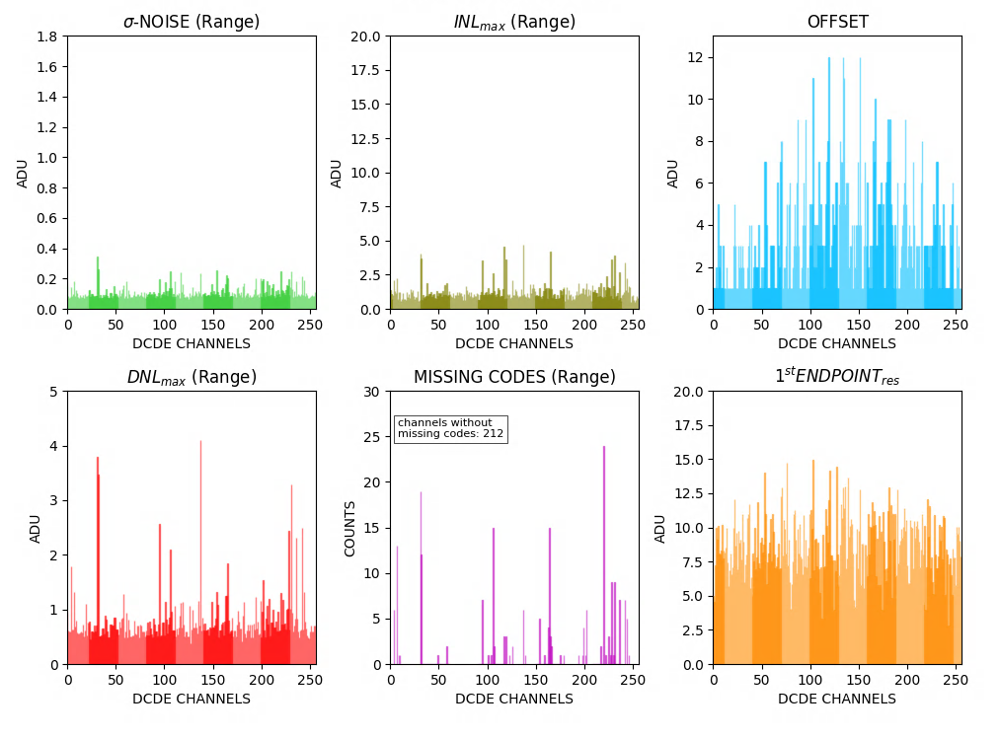 σ-NOISE (Range)
INLmax (Range)
OFFSET
ADU
1.8
1.6
1.4
1.2
1.0
0.8
0.6
0.4
0.2
0.0
0 50 100 150 200 250
DCDE CHANNELS
ADU
20.0
17.5
15.0
12.5
10.0
7.5
5.0
2.5
0.0
0 50 100 150 200 250
DCDE CHANNELS
ADU
12
10
8
6
4
2
0
0 50 100 150 200 250
DCDE CHANNELS
DNLmax (Range)
MISSING CODES (Range)
1stENDPOINTres
ADU
5
4
3
2
1
0
0 50 100 150 200 250
DCDE CHANNELS
COUNTS
30
25
20
15
10
5
0
channels without
missing codes: 212
0 50 100 150 200 250
DCDE CHANNELS
ADU
20.0
17.5
15.0
12.5
10.0
7.5
5.0
2.5
0.0
0 50 100 150 200 250
DCDE CHANNELS